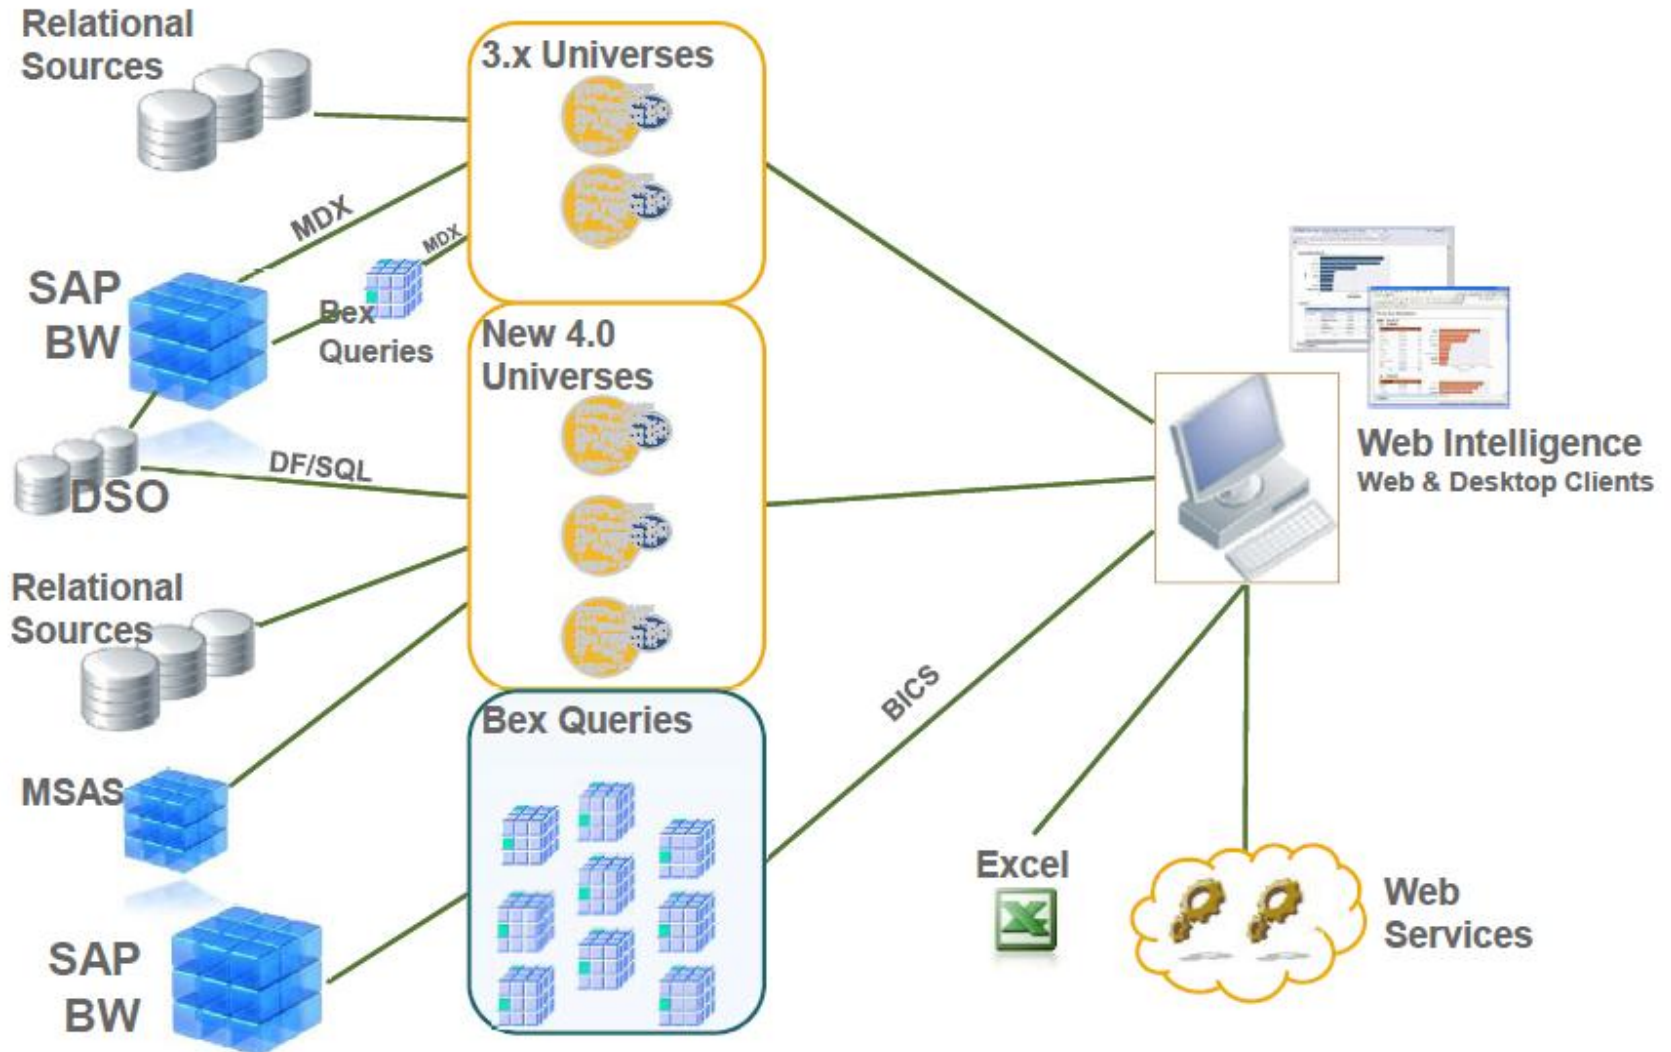 Relational
Sources
3.x Universes
MDX
MDX
SAP
BW
Bex
Queries
New 4.0
Universes
DF/SQL
DSO
Web Intelligence
Web & Desktop Clients
Relational
Sources
BICS
Bex Queries
MSAS
Excel
Web
Services
SAP
BW